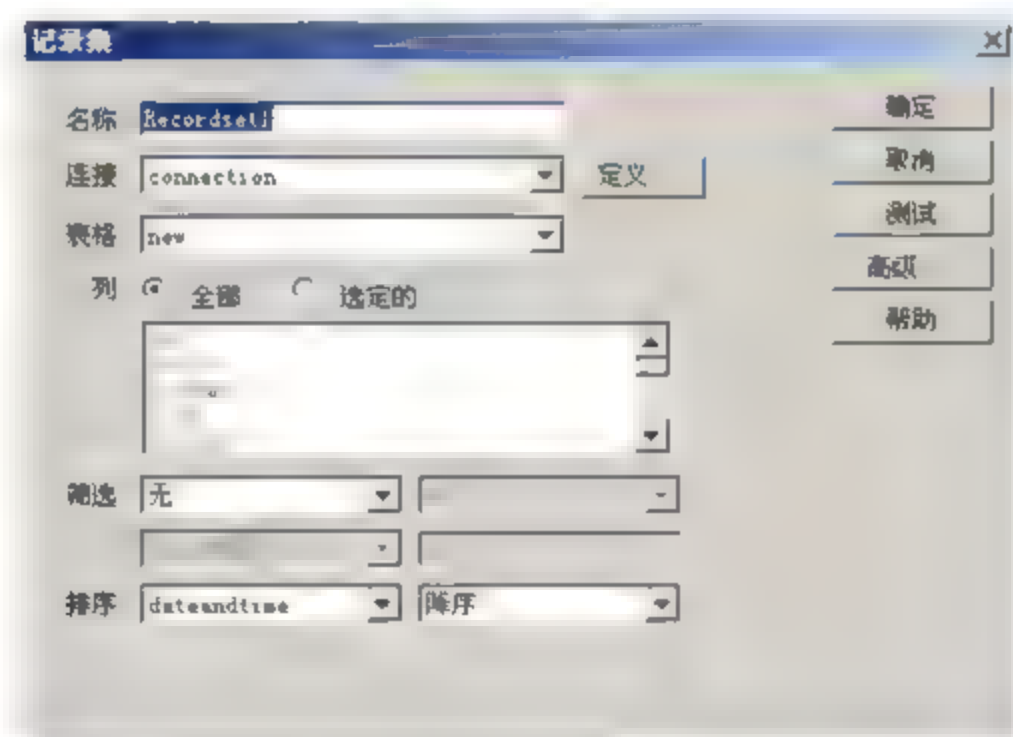 记录集
名称 Recordset1
确定
连接 connection 定义
取消
表格 new
测试
列 全部 选定的
高级
帮助
筛选 无
排序 dateandtime 降序